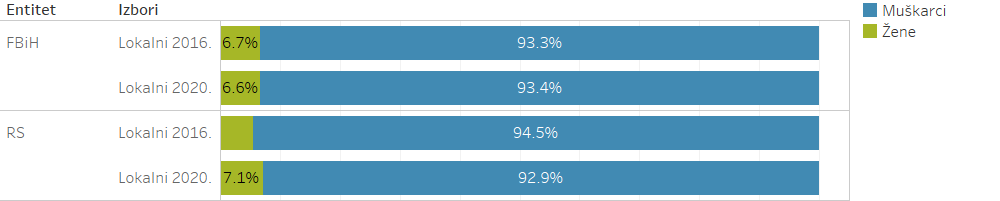 Entitet Izbori
Muškarci
Žene
FBiH Lokalni 2016. 6.7% 93.3%
Lokalni 2020. 6.6% 93.4%
RS Lokalni 2016. 94.5%
Lokalni 2020. 7.1% 92.9%